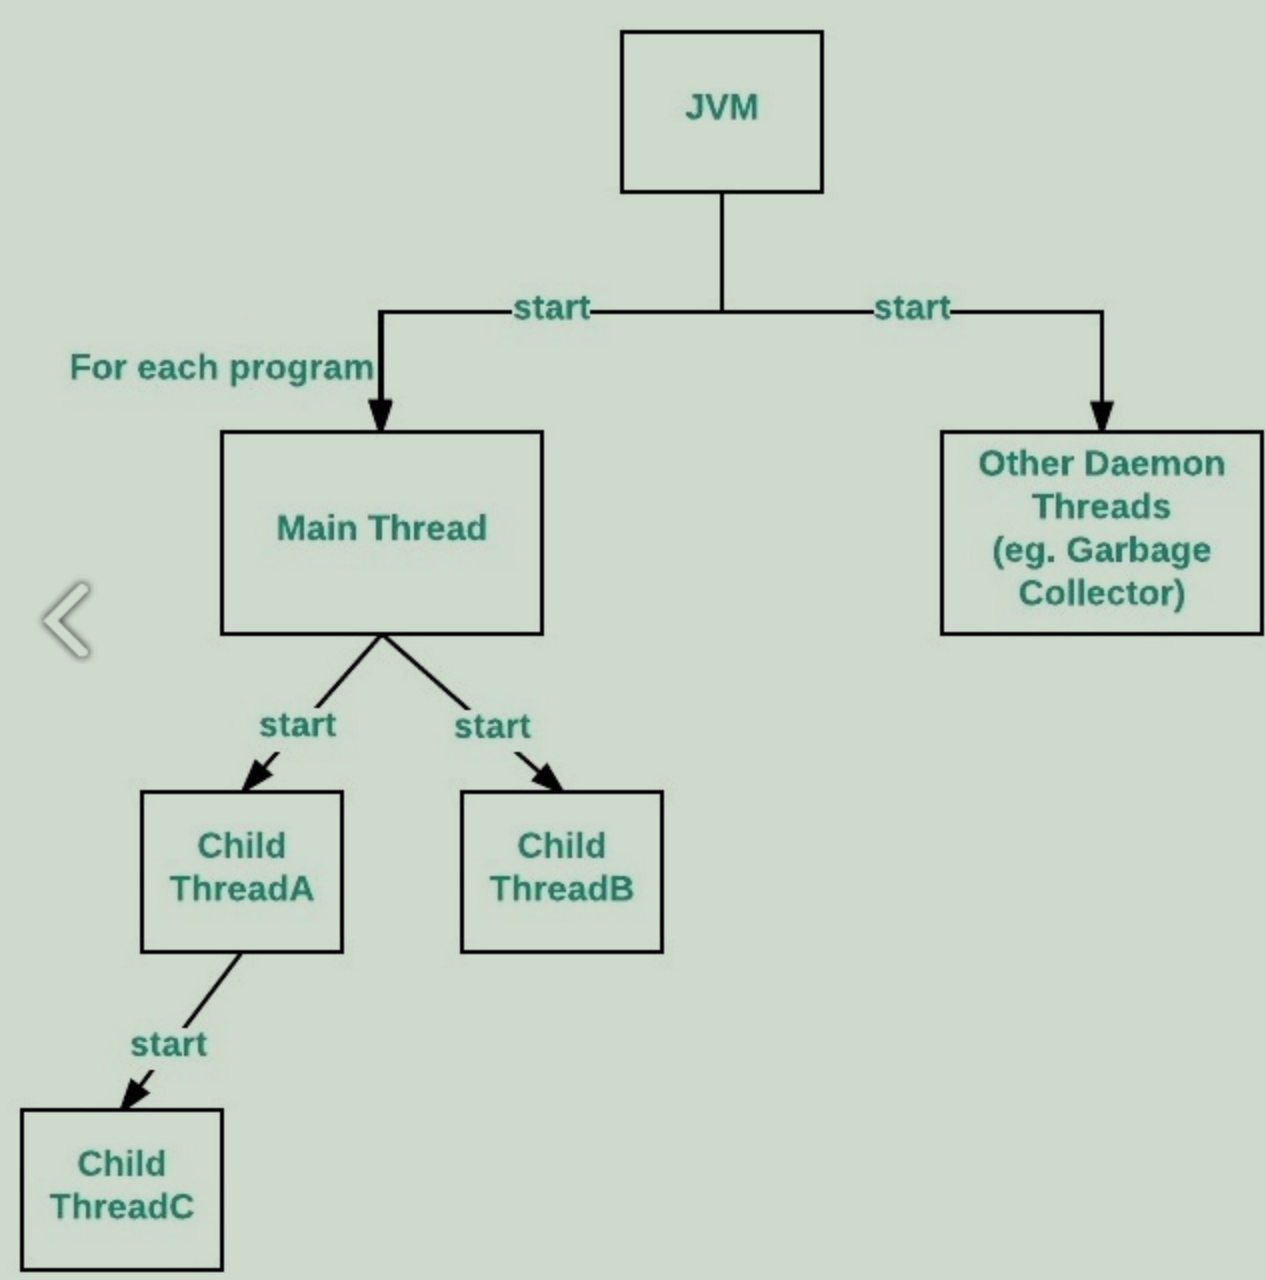 JVM
start
start
For each program
Main Thread
Other Daemon
Threads
(eg. Garbage
Collector)
start
start
Child
ThreadA
Child
ThreadB
start
Child
ThreadC